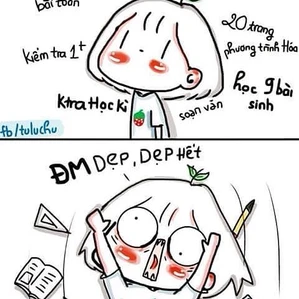 bài toán
20 trang
phương trình Hóa
kiểm tra 1t
học 9 bài
sinh
Ktra Học Kì
soạn văn
fb/tuluchu
ĐM DẸP, DẸP HẾT